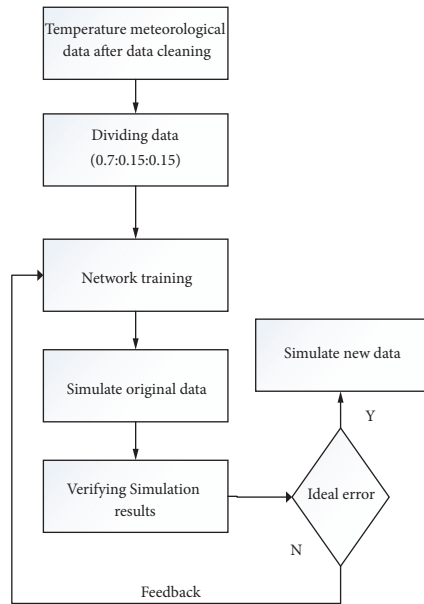 Temperature meteorological
data after data cleaning
Dividing data
(0.7:0.15:0.15)
Network training
Simulate original data
Verifying Simulation
results
Ideal error
Y
Simulate new data
N
Feedback